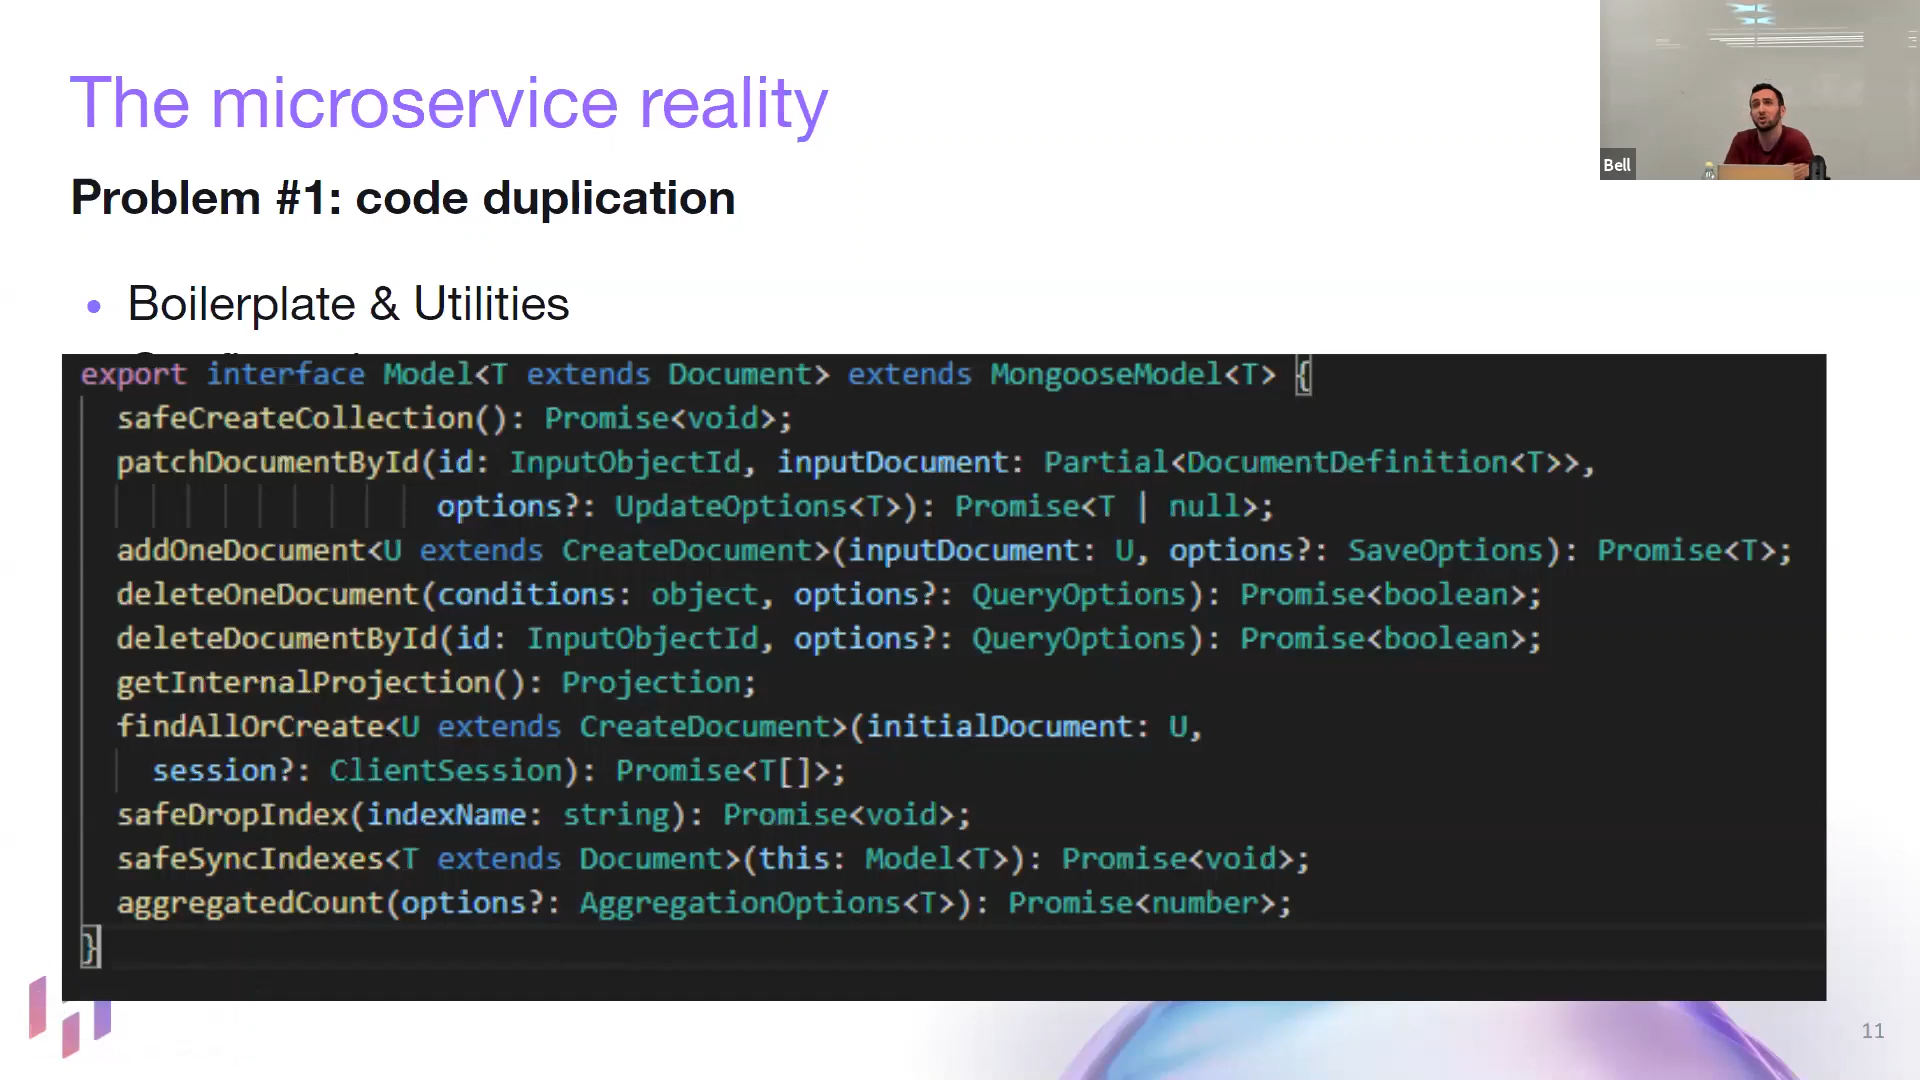 The microservice reality
Problem #1: code duplication
Bell
• Boilerplate & Utilities
export interface Model<T extends Document> extends MongooseModel<T> {
safeCreateCollection(): Promise<void>;
patchDocumentById(id: InputObjectId, inputDocument: Partial<DocumentDefinition<T>>,
options?: UpdateOptions<T>): Promise<T | null>;
addOneDocument<U extends CreateDocument>(inputDocument: U, options?: SaveOptions): Promise<T>;
deleteOneDocument(conditions: object, options?: QueryOptions): Promise<boolean>;
deleteDocumentById(id: InputObjectId, options?: QueryOptions): Promise<boolean>;
getInternalProjection(): Projection;
findAllOrCreate<U extends CreateDocument>(initialDocument: U,
session?: ClientSession): Promise<T[]>;
safeDropIndex(indexName: string): Promise<void>;
safeSyncIndexes<T extends Document>(this: Model<T>): Promise<void>;
aggregatedCount(options?: AggregationOptions<T>): Promise<number>;
}
11